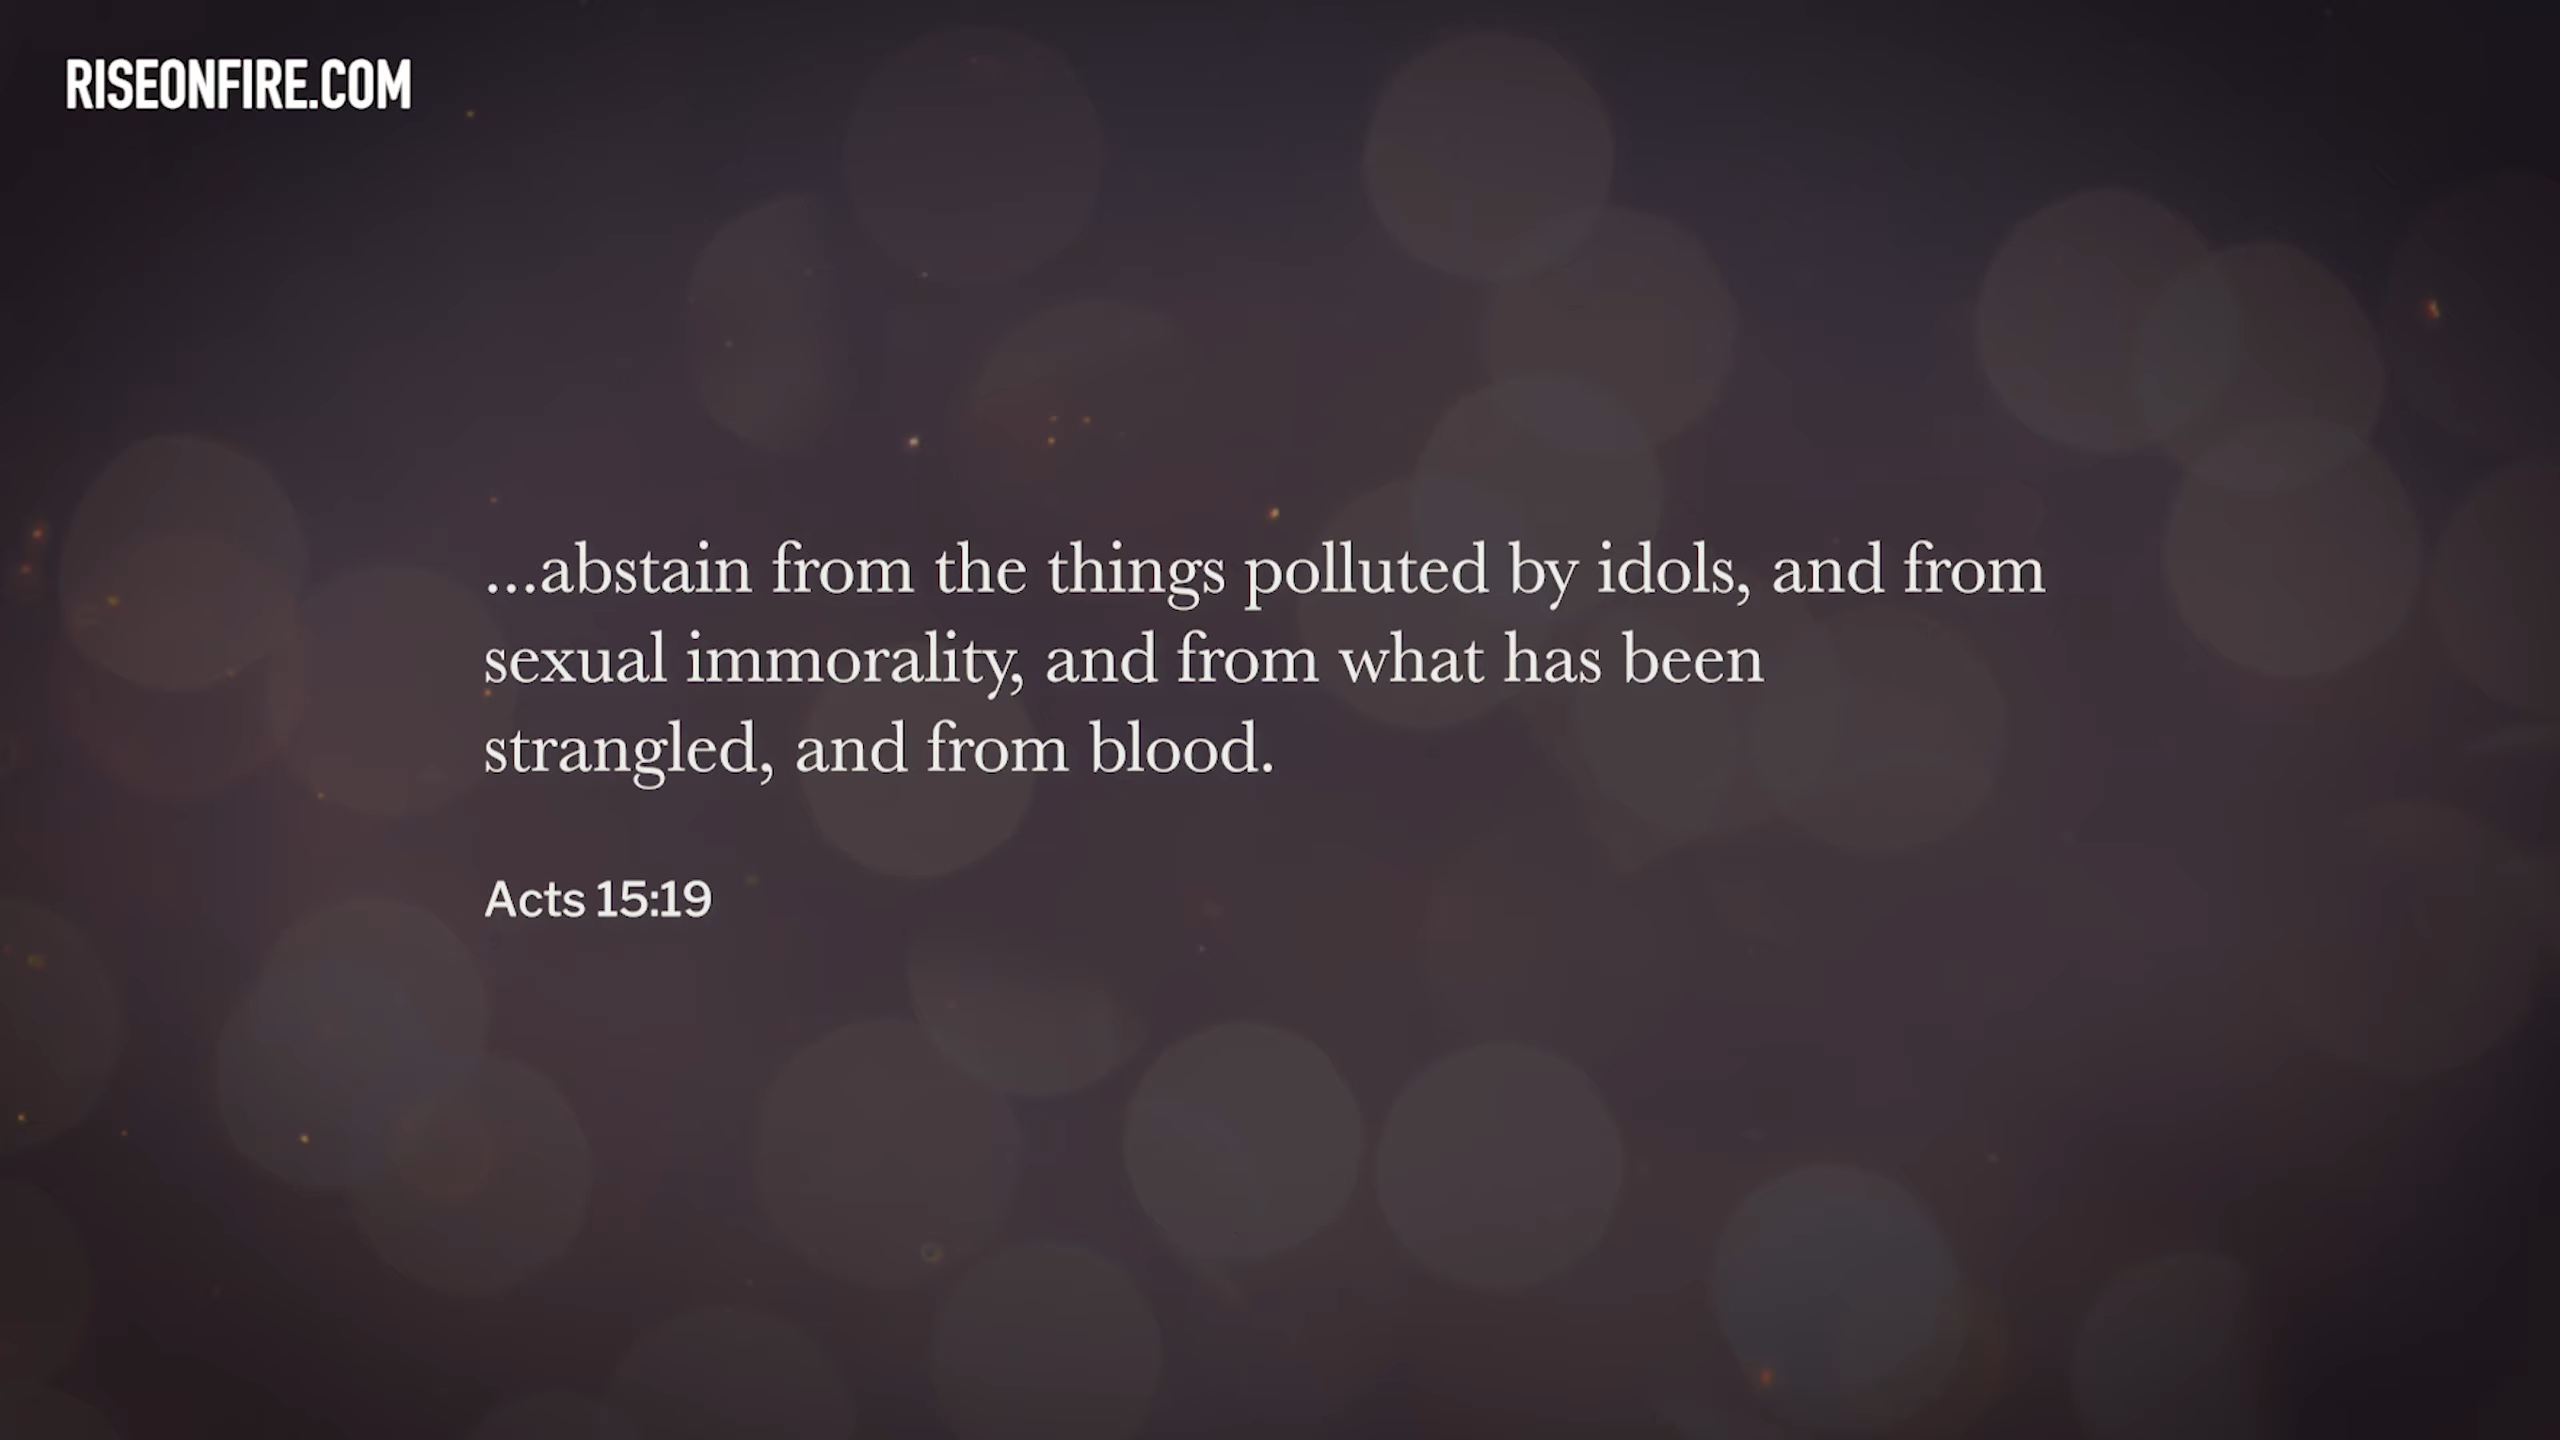 RISEONFIRE.COM
...abstain from the things polluted by idols, and from
sexual immorality, and from what has been
strangled, and from blood.
Acts 15:19